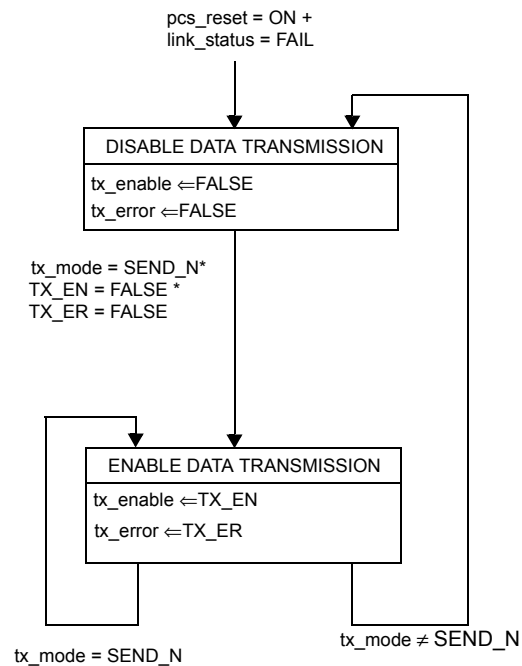 pcs_reset = ON +
link_status = FAIL
DISABLE DATA TRANSMISSION
tx_enable ⇐FALSE
tx_error ⇐FALSE
tx_mode = SEND_N*
TX_EN = FALSE *
TX_ER = FALSE
ENABLE DATA TRANSMISSION
tx_enable ⇐TX_EN
tx_error ⇐TX_ER
tx_mode = SEND_N
tx_mode ≠ SEND_N